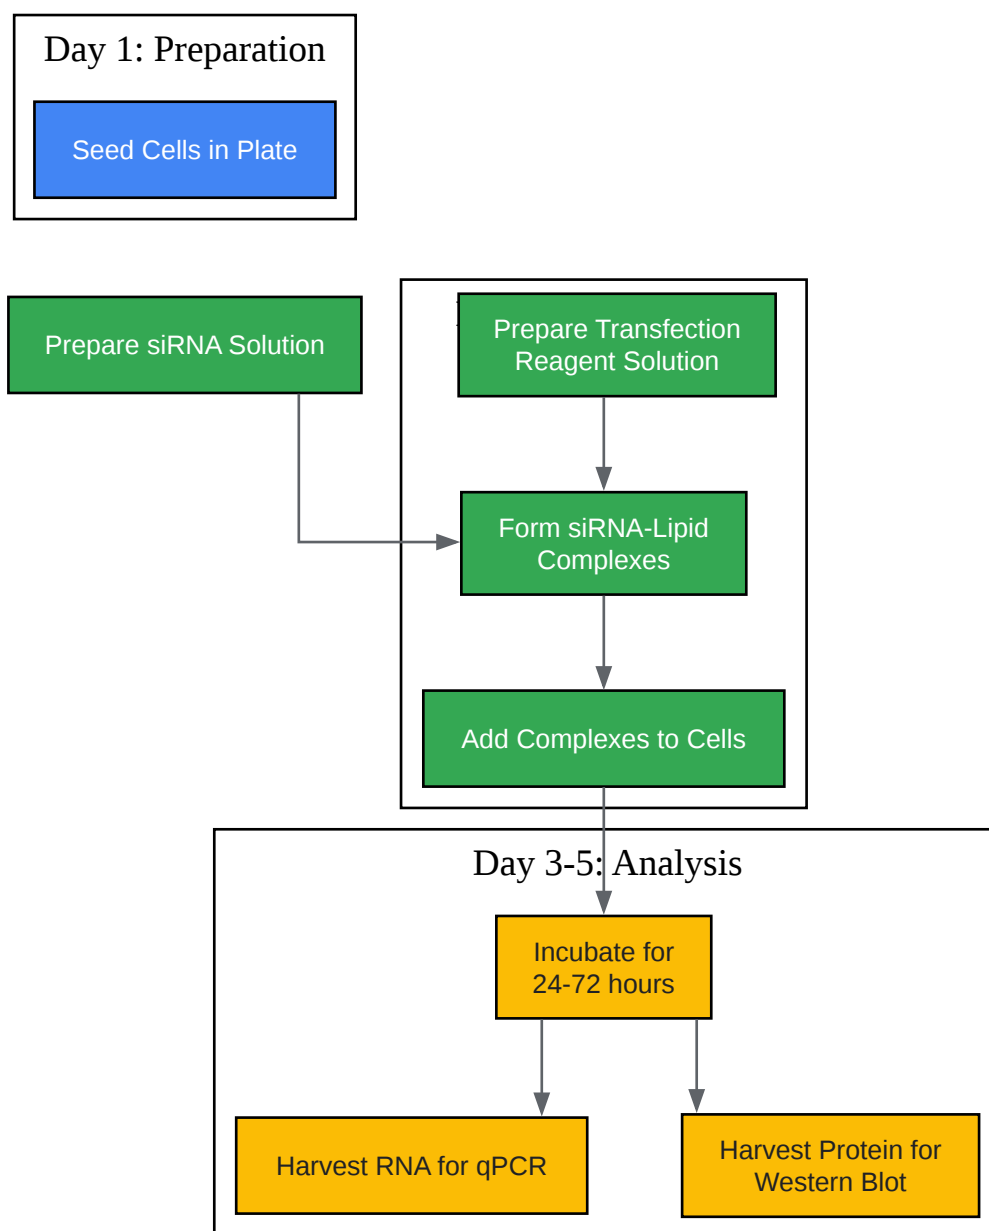 Day 1: Preparation
Seed Cells in Plate
Prepare siRNA Solution
Prepare Transfection
Reagent Solution
Form siRNA-Lipid
Complexes
Add Complexes to Cells
Day 3-5: Analysis
Incubate for
24-72 hours
Harvest RNA for qPCR
Harvest Protein for
Western Blot